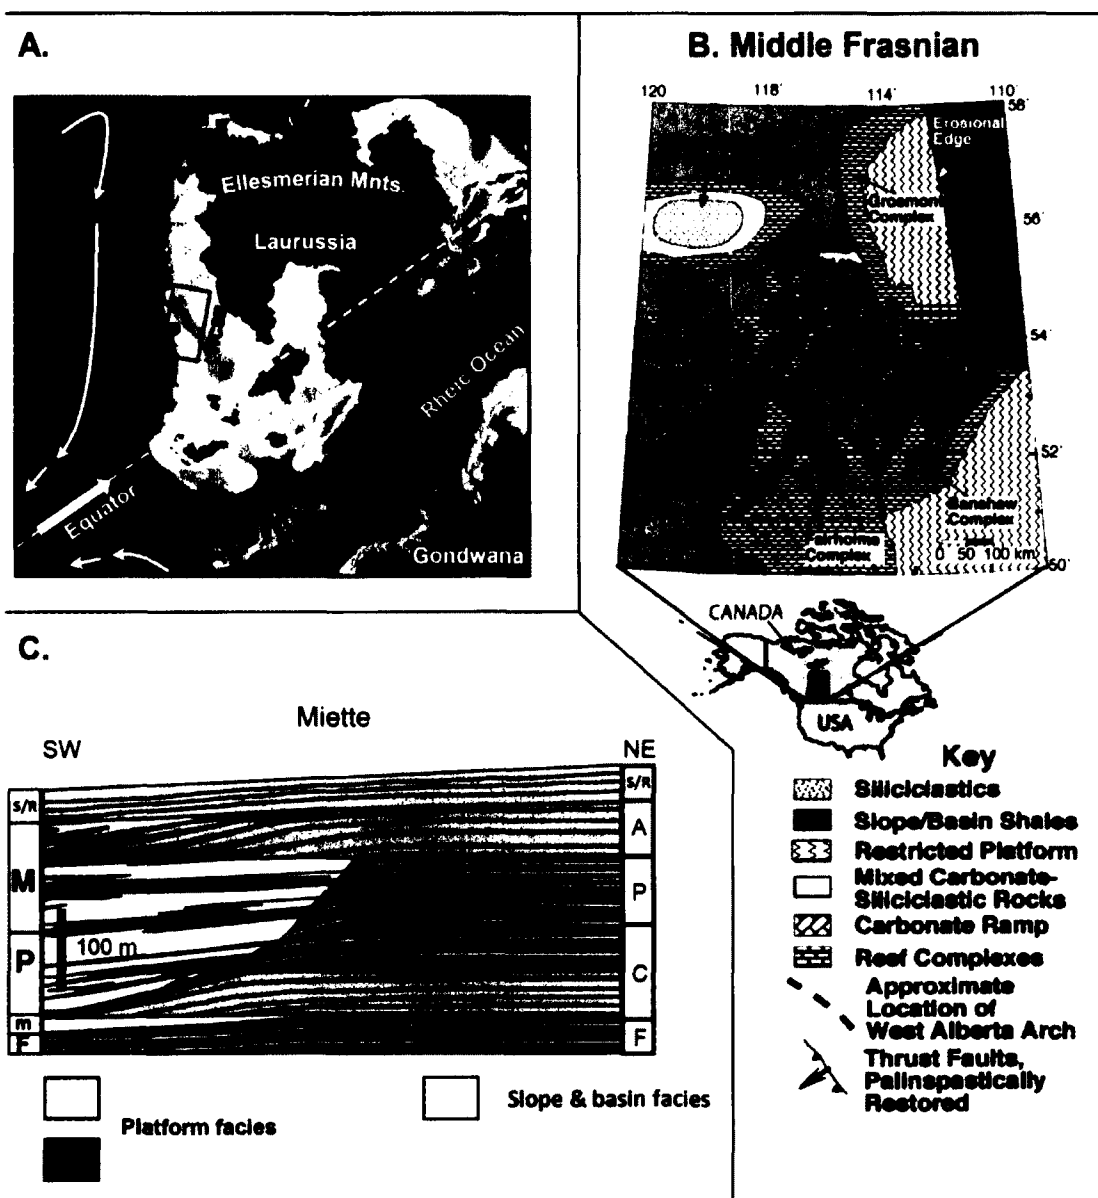 A.
Ellesmerian Mnts.
Laurussia
Rheic Ocean
Equator
Gondwana
B. Middle Frasnian
120
118'
114'
110'
58'
Erosional
Edge
Grosmont
Complex
56'
54'
52'
Complex
Complex
0 50 100 km
50'
CANADA
USA
C.
Miette
SW
NE
S/R
M
P
m
F
100 m
S/R
A
P
C
F
Platform facies
Slope & basin facies
Key
Siliciclastics
Slope/Basin Shales
Restricted Platform
Mixed Carbonate-
Siliciclastic Rocks
Carbonate Ramp
Reef Complexes
Approximate
Location of
West Alberta Arch
Thrust Faults,
Palinspastically
Restored